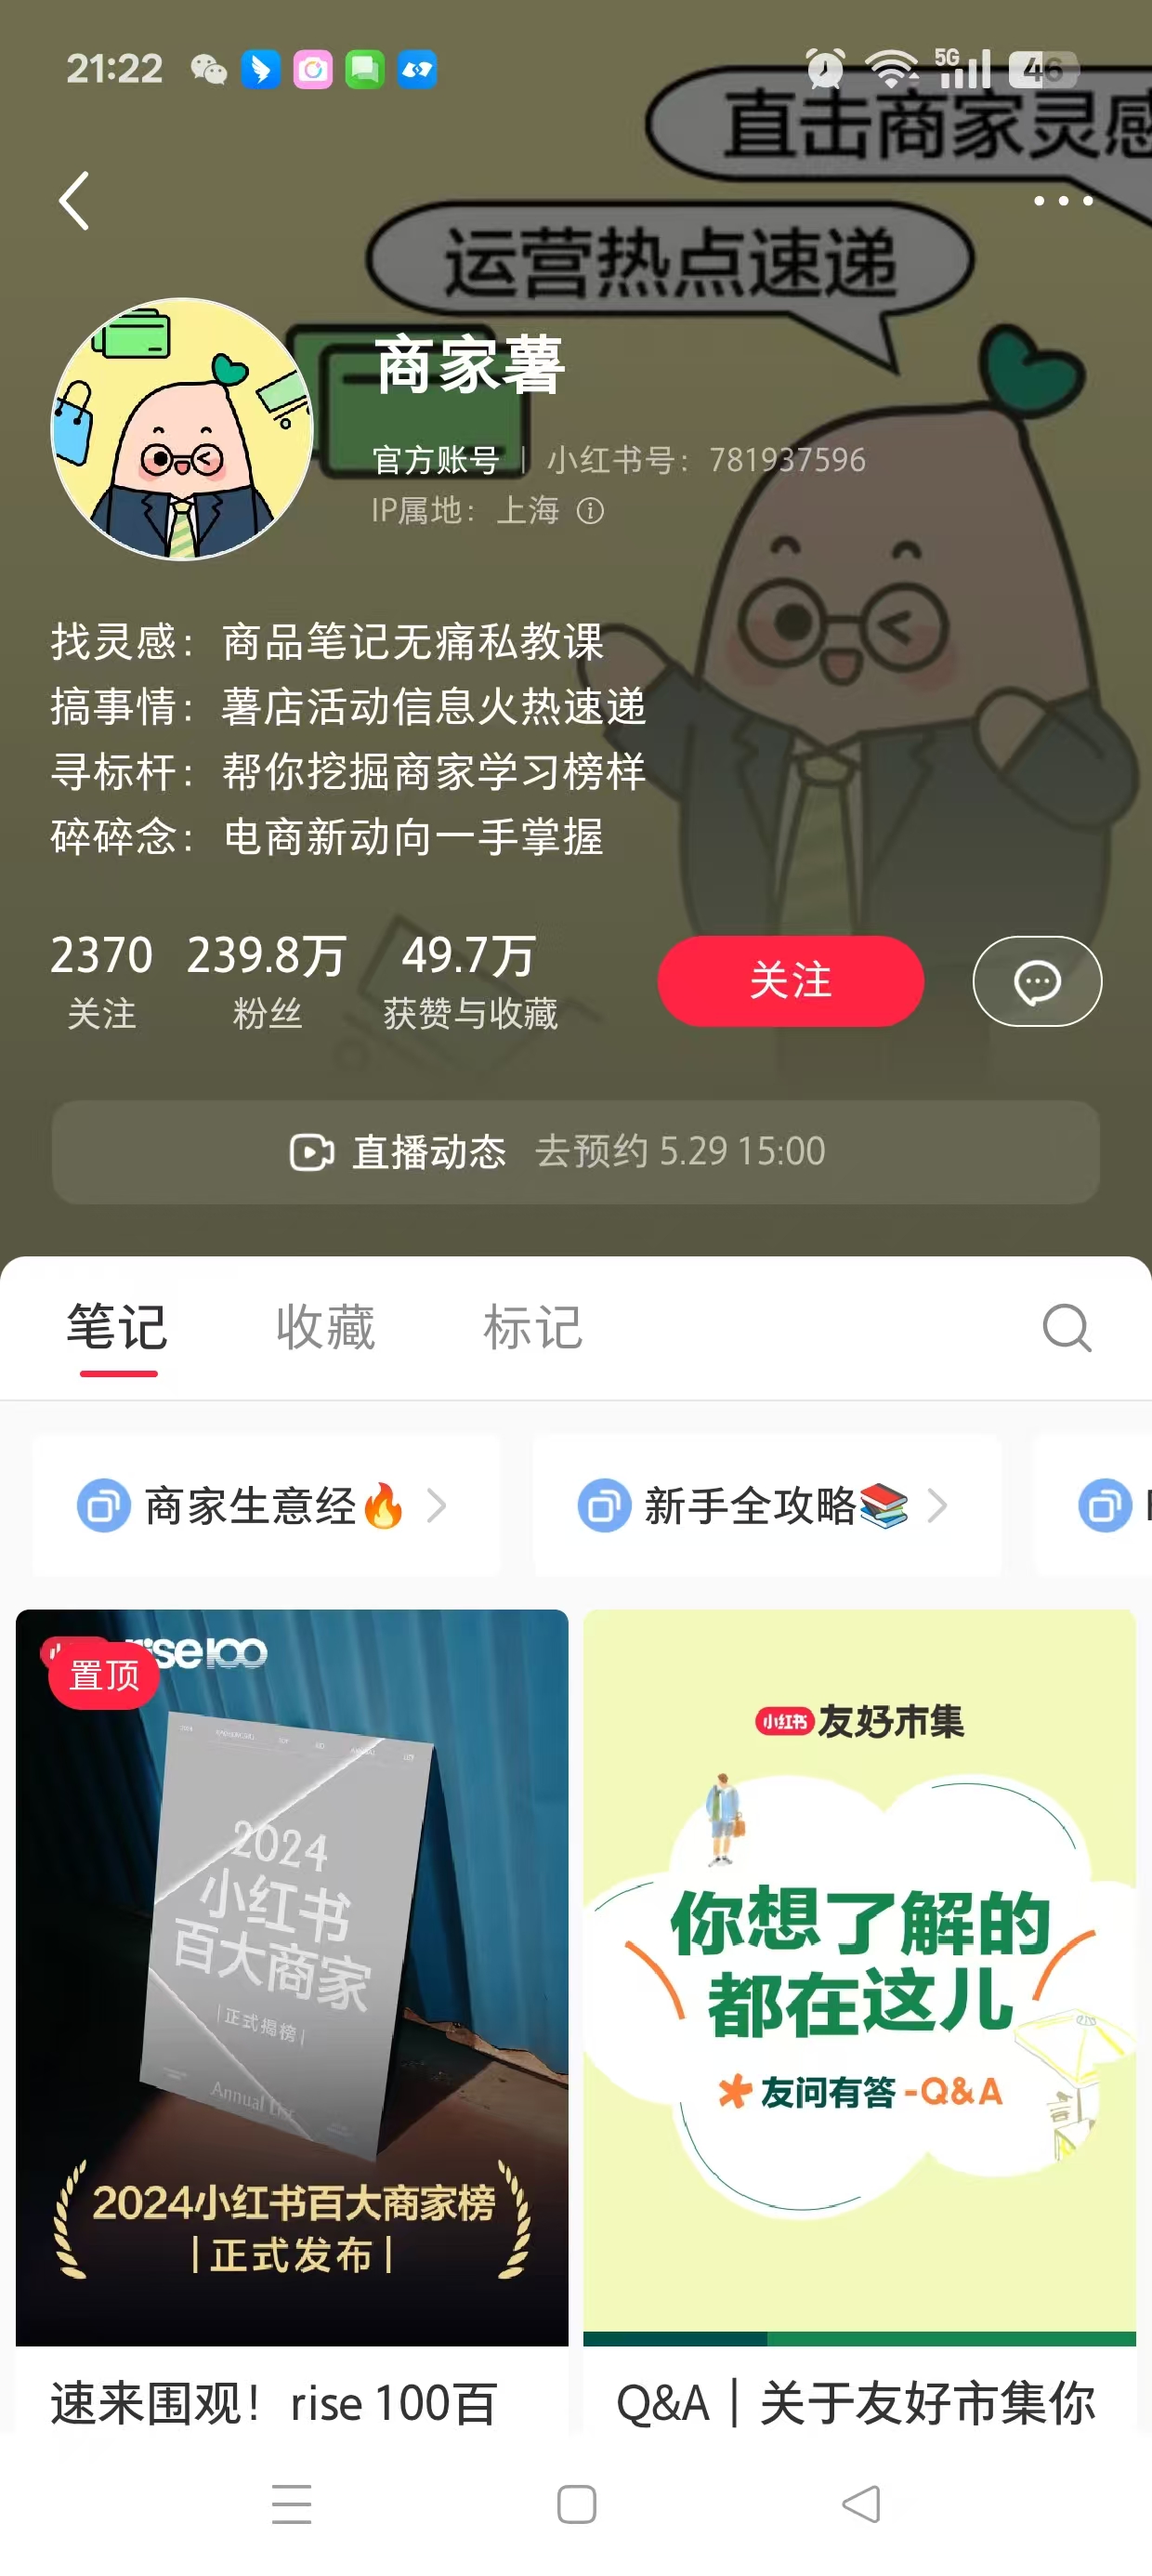 21:22
5G
46
直击商家灵感
运营热点速递
商家薯
官方账号 | 小红书号：781937596
IP属地：上海
找灵感：商品笔记无痛私教课
搞事情：薯店活动信息火热速递
寻标杆：帮你挖掘商家学习榜样
碎碎念：电商新动向一手掌握
2370 239.8万 49.7万
关注 粉丝 获赞与收藏
关注
直播动态 去预约 5.29 15:00
笔记 收藏 标记
商家生意经🔥
新手全攻略📚
置顶
rise100
2024
小红书
百大商家
|正式揭榜|
Annual List
2024小红书百大商家榜
|正式发布|
小红书 友好市集
你想了解的
都在这儿
友问有答-Q&A
速来围观！rise 100百
Q&A｜关于友好市集你